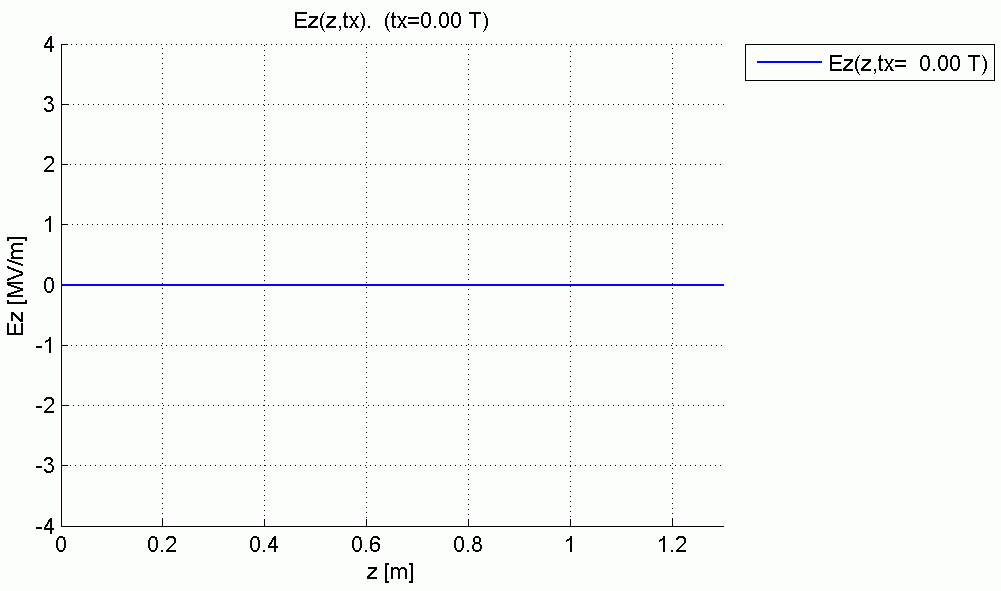 Ez(z,tx).  (tx=0.00 T)
Ez(z,tx=  0.00 T)
4
3
2
1
0
-1
-2
-3
-4
Ez [MV/m]
0 0.2 0.4 0.6 0.8 1 1.2
z [m]